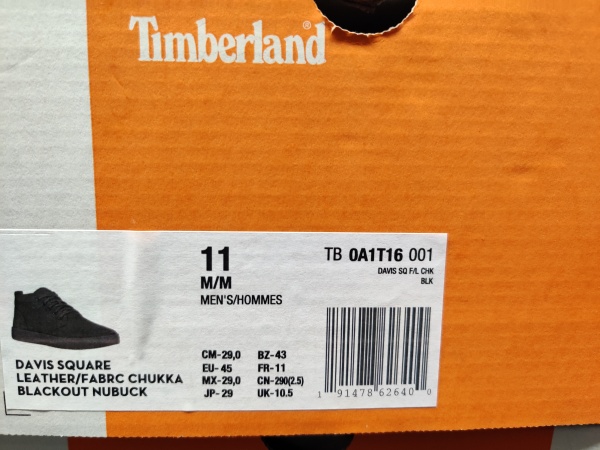 Timberland®
11
M/M
MEN'S/HOMMES
TB 0A1T16 001
DAVIS SQ F/L CHK
BLK
DAVIS SQUARE
LEATHER/FABRC CHUKKA
BLACKOUT NUBUCK
CM-29,0 BZ-43
EU- 45 FR-11
MX-29,0 CN-290(2.5)
JP- 29 UK-10.5
1 91478 62640 0